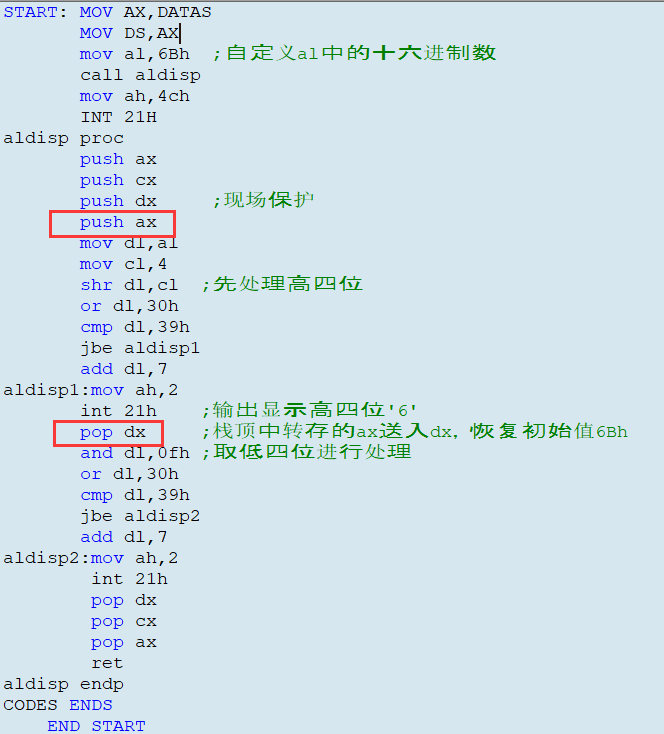 START: MOV AX,DATAS
MOV DS,AX
mov al,6Bh ;自定义al中的十六进制数
call aldisp
mov ah,4ch
INT 21H
aldisp proc
push ax
push cx
push dx ;现场保护
push ax
mov dl,al
mov cl,4
shr dl,cl ;先处理高四位
or dl,30h
cmp dl,39h
jbe aldisp1
add dl,7
aldisp1:mov ah,2
int 21h ;输出显示高四位'6'
pop dx ;栈顶中转存的ax送入dx，恢复初始值6Bh
and dl,0fh ;取低四位进行处理
or dl,30h
cmp dl,39h
jbe aldisp2
add dl,7
aldisp2:mov ah,2
int 21h
pop dx
pop cx
pop ax
ret
aldisp endp
CODES ENDS
END START